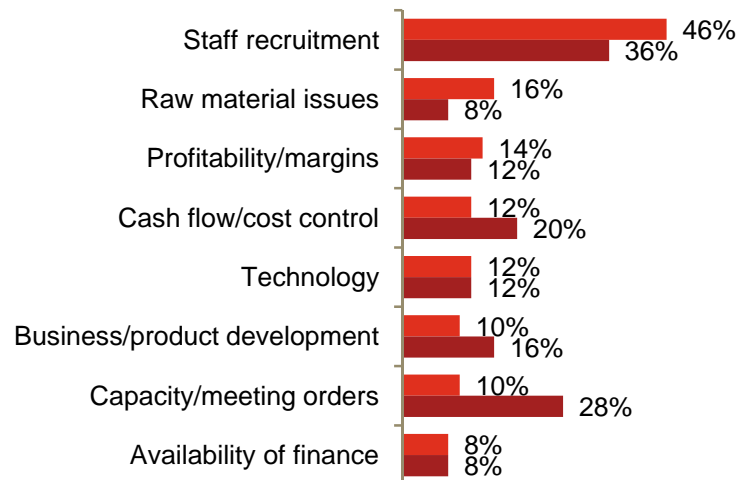 Staff recruitment
46%
36%
Raw material issues
16%
8%
Profitability/margins
14%
12%
Cash flow/cost control
12%
20%
Technology
12%
12%
Business/product development
10%
16%
Capacity/meeting orders
10%
28%
Availability of finance
8%
8%